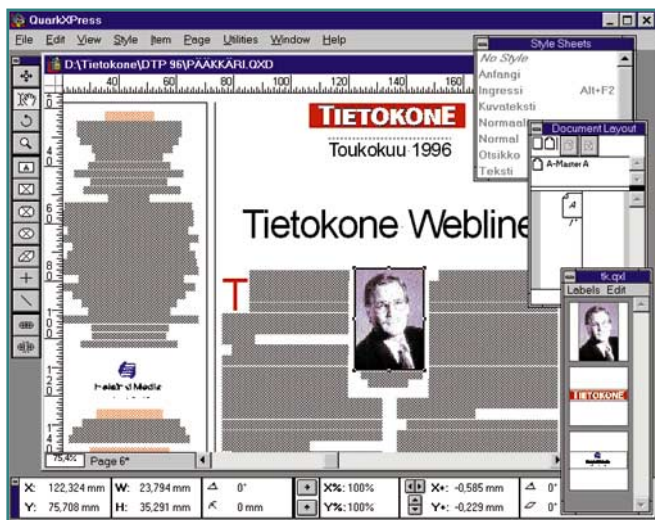 QuarkXPress
File Edit View Style Item Page Utilities Window Help
D:\Tietokone\DTP 96\PÄÄKKÄRI.QXD
40 60 80 100 120 140 160
TIETOKONE
Toukokuu 1996
Tietokone Webline
T
Style Sheets
No Style
Anfangi
Ingressi Alt+F2
Kuvateksti
Normaali
Normal
Otsikko
Teksti
Document Layout
A-Master A
A
tk.qxl
Labels Edit
TIETOKONE
75,4% Page 6*
X: 122,324 mm W: 23,794 mm 0° X%: 100% X+: -0,585 mm 0°
Y: 75,708 mm H: 35,291 mm 0 mm Y%: 100% Y+: -0,229 mm 0°